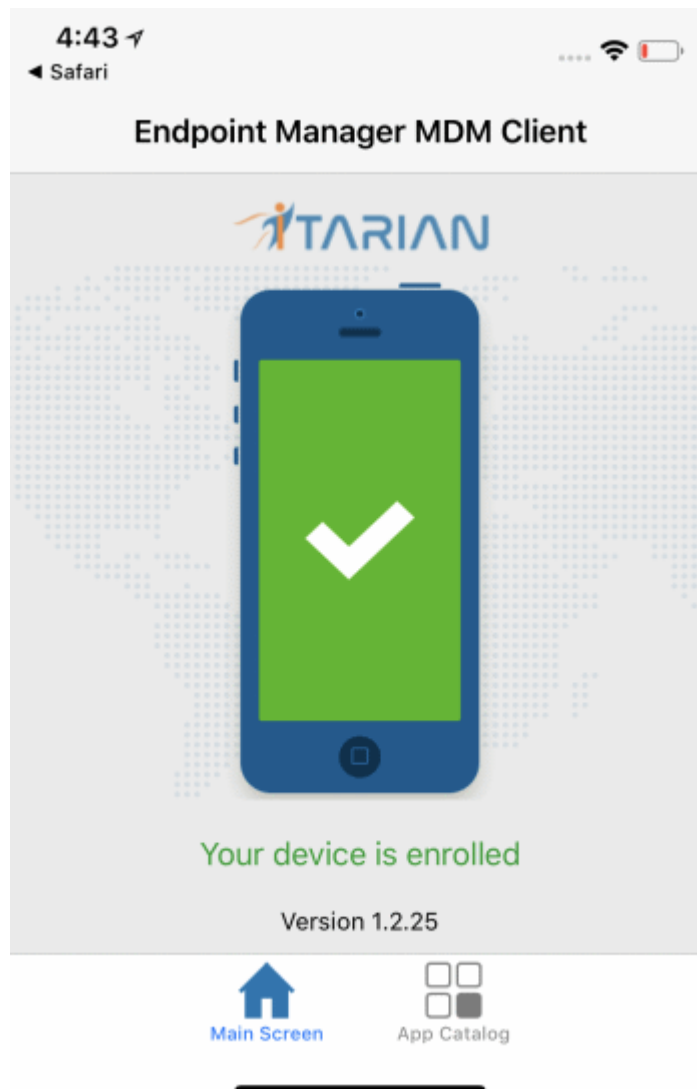 4:43
Safari
Endpoint Manager MDM Client
iTARIAN
Your device is enrolled
Version 1.2.25
Main Screen
App Catalog